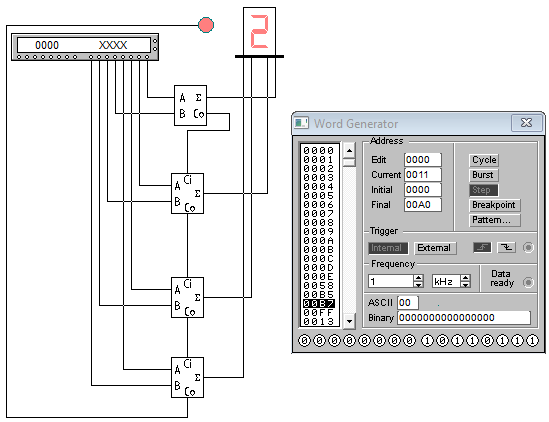 0000 XXXX
2
A Σ
B Co
Ci
A
B Σ
Co
Ci
A
B Σ
Co
Ci
A
B Σ
Co
Word Generator
0000
0001
0002
0003
0004
0005
0006
0007
0008
0009
000A
000B
000C
000D
000E
0058
00B5
00B7
00FF
0013
Address
Edit 0000
Current 0011
Initial 0000
Final 00A0
Cycle
Burst
Step
Breakpoint
Pattern...
Trigger
Internal External
Frequency
1 kHz
Data
ready
ASCII 00
Binary 0000000000000000
0 0 0 0 0 0 0 0 1 0 1 1 0 1 1 1